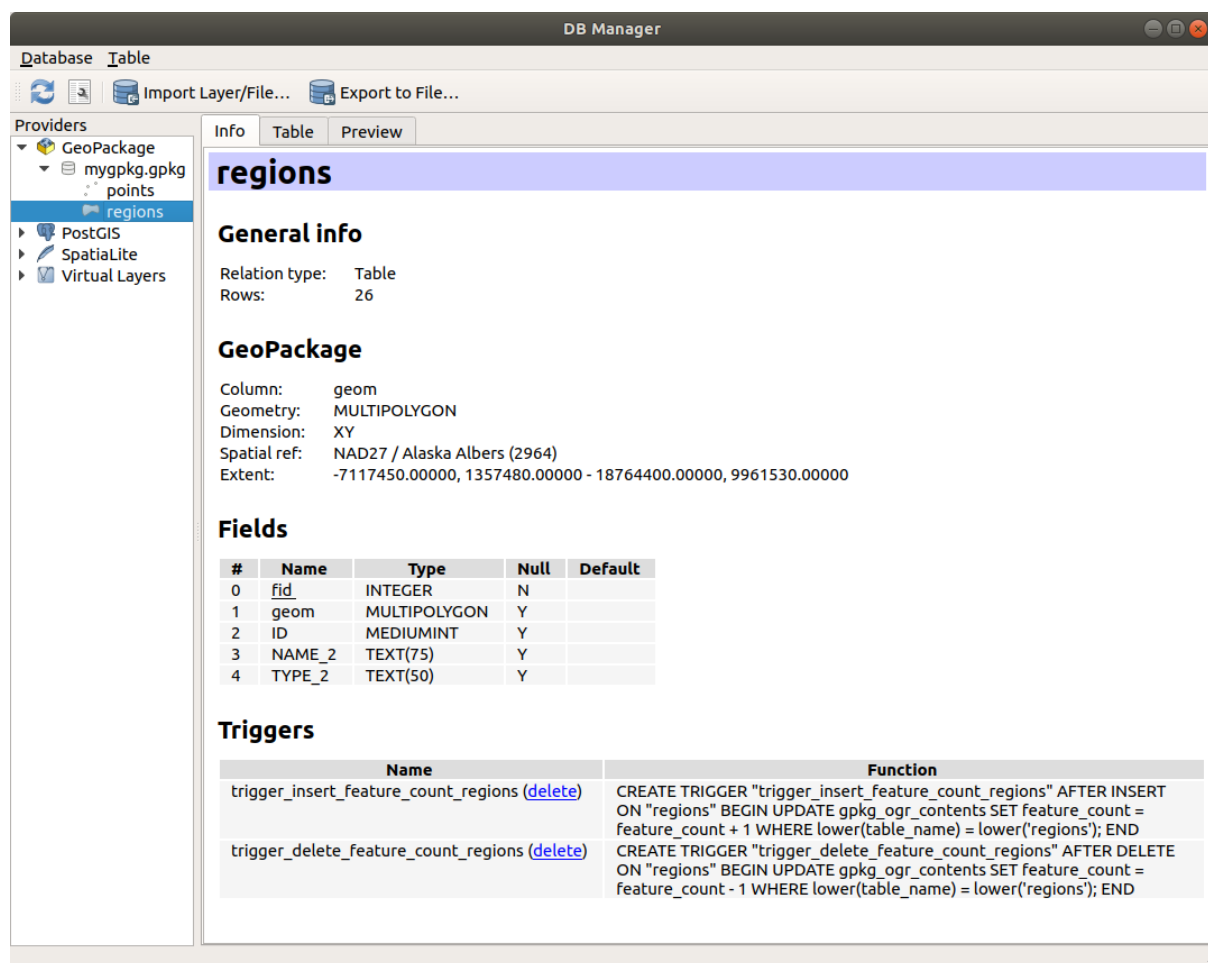 DB Manager
Database Table
Import Layer/File... Export to File...
Providers
GeoPackage
mygpkg.gpkg
points
regions
PostGIS
SpatiaLite
Virtual Layers
Info Table Preview
regions
General info
Relation type: Table
Rows: 26
GeoPackage
Column: geom
Geometry: MULTIPOLYGON
Dimension: XY
Spatial ref: NAD27 / Alaska Albers (2964)
Extent: -7117450.00000, 1357480.00000 - 18764400.00000, 9961530.00000
Fields
# Name Type Null Default
0 fid INTEGER N
1 geom MULTIPOLYGON Y
2 ID MEDIUMINT Y
3 NAME_2 TEXT(75) Y
4 TYPE_2 TEXT(50) Y
Triggers
Name Function
trigger_insert_feature_count_regions (delete) CREATE TRIGGER "trigger_insert_feature_count_regions" AFTER INSERT
ON "regions" BEGIN UPDATE gpkg_ogr_contents SET feature_count =
feature_count + 1 WHERE lower(table_name) = lower('regions'); END
trigger_delete_feature_count_regions (delete) CREATE TRIGGER "trigger_delete_feature_count_regions" AFTER DELETE
ON "regions" BEGIN UPDATE gpkg_ogr_contents SET feature_count =
feature_count - 1 WHERE lower(table_name) = lower('regions'); END